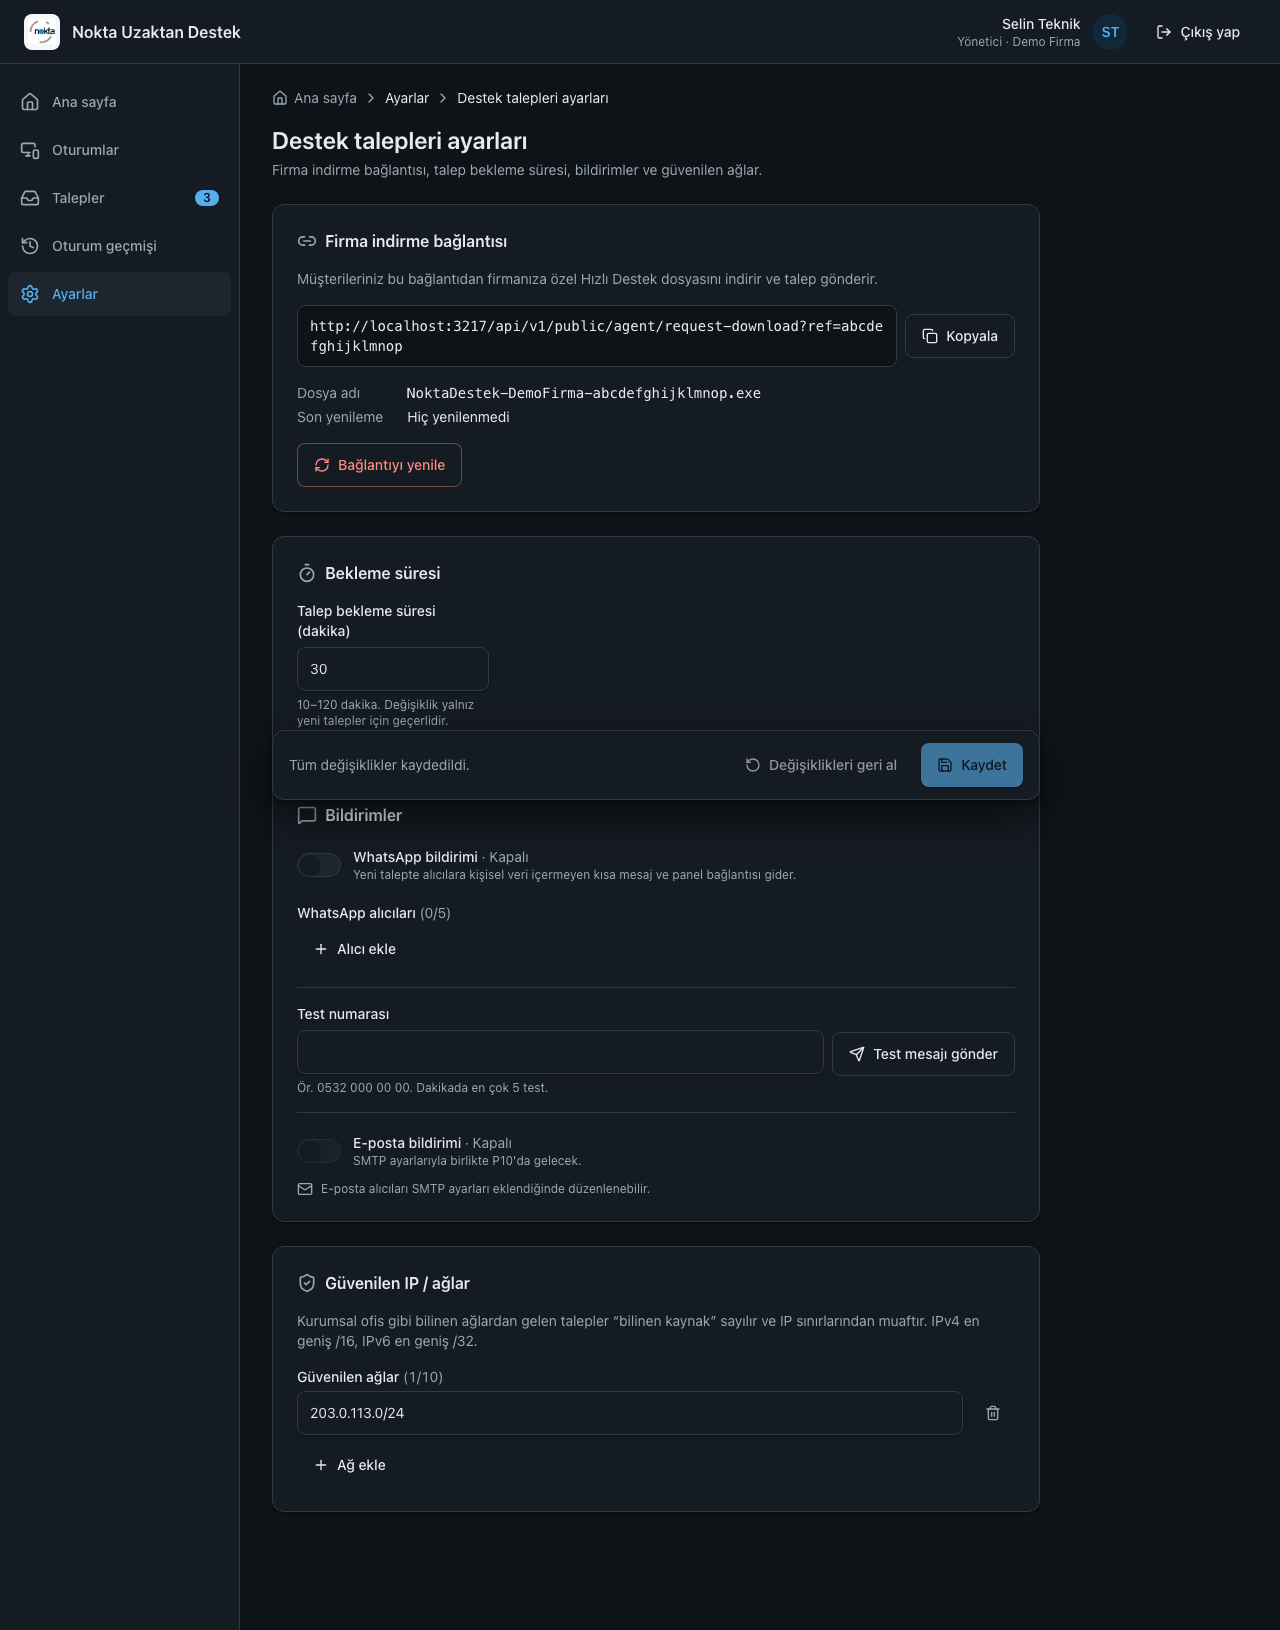 nokta
Nokta Uzaktan Destek
Selin Teknik
Yönetici · Demo Firma
ST
Çıkış yap
Ana sayfa
Oturumlar
Talepler
3
Oturum geçmişi
Ayarlar
Ana sayfa
Ayarlar
Destek talepleri ayarları
Destek talepleri ayarları
Firma indirme bağlantısı, talep bekleme süresi, bildirimler ve güvenilen ağlar.
Firma indirme bağlantısı
Müşterileriniz bu bağlantıdan firmanıza özel Hızlı Destek dosyasını indirir ve talep gönderir.
http://localhost:3217/api/v1/public/agent/request-download?ref=abcde
fghijklmnop
Kopyala
Dosya adı
NoktaDestek-DemoFirma-abcdefghijklmnop.exe
Son yenileme
Hiç yenilenmedi
Bağlantıyı yenile
Bekleme süresi
Talep bekleme süresi
(dakika)
30
10–120 dakika. Değişiklik yalnız
yeni talepler için geçerlidir.
Tüm değişiklikler kaydedildi.
Değişiklikleri geri al
Kaydet
Bildirimler
WhatsApp bildirimi · Kapalı
Yeni talepte alıcılara kişisel veri içermeyen kısa mesaj ve panel bağlantısı gider.
WhatsApp alıcıları (0/5)
Alıcı ekle
Test numarası
Test mesajı gönder
Ör. 0532 000 00 00. Dakikada en çok 5 test.
E-posta bildirimi · Kapalı
SMTP ayarlarıyla birlikte P10'da gelecek.
E-posta alıcıları SMTP ayarları eklendiğinde düzenlenebilir.
Güvenilen IP / ağlar
Kurumsal ofis gibi bilinen ağlardan gelen talepler “bilinen kaynak” sayılır ve IP sınırlarından muaftır. IPv4 en
geniş /16, IPv6 en geniş /32.
Güvenilen ağlar (1/10)
203.0.113.0/24
Ağ ekle